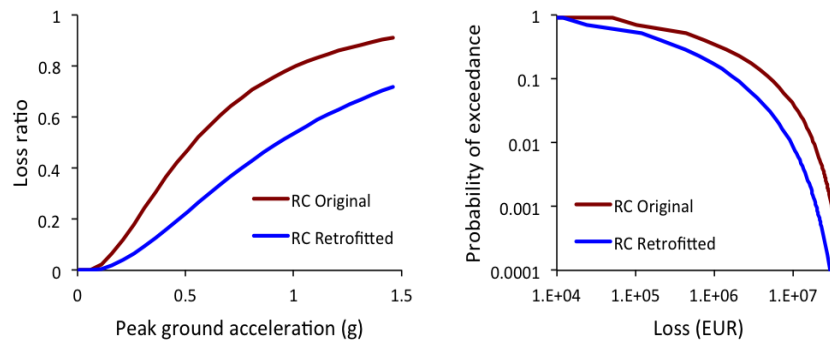 1
0.8
0.6
0.4
0.2
0
Loss ratio
RC Original
RC Retrofitted
0
0.5
1
1.5
Peak ground acceleration (g)
1
0.1
0.01
0.001
0.0001
Probability of exceedance
RC Original
RC Retrofitted
1.E+04
1.E+05
1.E+06
1.E+07
Loss (EUR)